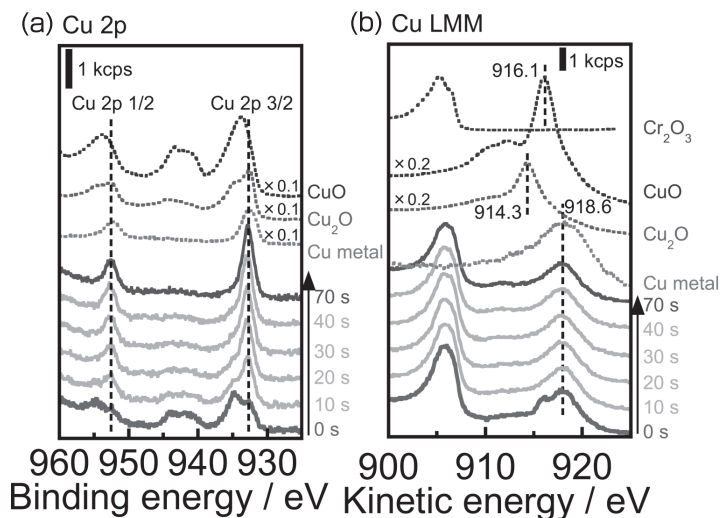 (a) Cu 2p
1 kcps
Cu 2p 1/2
Cu 2p 3/2
×0.1
CuO
×0.1
Cu2O
×0.1
Cu metal
70 s
40 s
30 s
20 s
10 s
0 s
960 950 940 930
Binding energy / eV
(b) Cu LMM
916.1
1 kcps
Cr2O3
×0.2
CuO
×0.2
914.3
918.6
Cu2O
Cu metal
70 s
40 s
30 s
20 s
10 s
0 s
900 910 920
Kinetic energy / eV